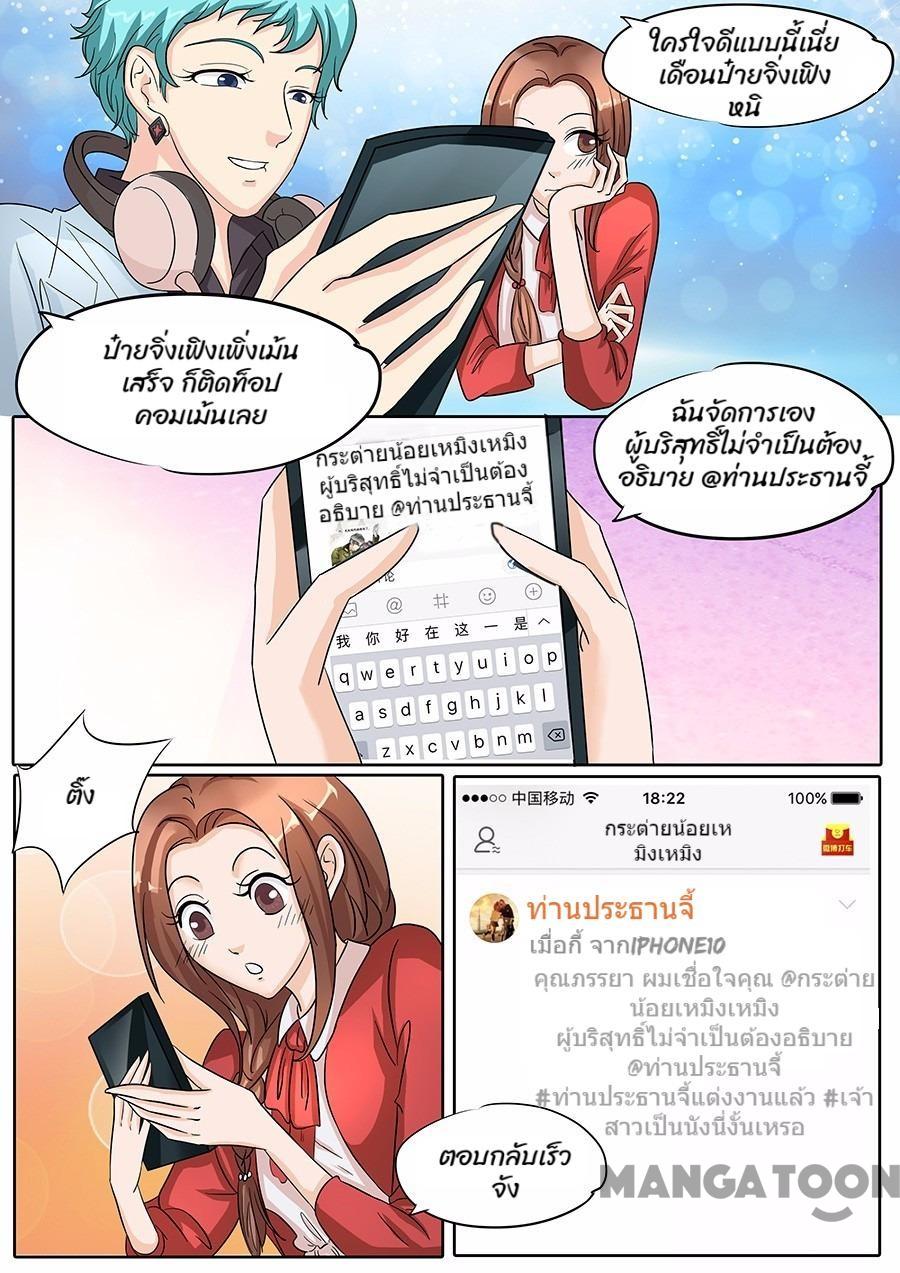 ใครใจดีแบบนี้เนี่ย
เดือนป๋ายจิ่งเฟิง
หนิ
ป๋ายจิ่งเฟิงเพิ่งเม้น
เสร็จ ก็ติดท็อป
คอมเม้นเลย
ฉันจัดการเอง
ผู้บริสุทธิ์ไม่จำเป็นต้อง
อธิบาย @ท่านประธานจี้
กระต่ายน้อยเหมิงเหมิง
ผู้บริสุทธิ์ไม่จำเป็นต้อง
อธิบาย @ท่านประธานจี้
我 你 好 在 这 一 是
q w e r t y u i o p
a s d f g h j k l
z x c v b n m
ติ๊ง
中国移动 18:22 100%
กระต่ายน้อยเห
มิงเหมิง
微博打车
ท่านประธานจี้
เมื่อกี้ จากIPHONE10
คุณภรรยา ผมเชื่อใจคุณ @กระต่าย
น้อยเหมิงเหมิง
ผู้บริสุทธิ์ไม่จำเป็นต้องอธิบาย
@ท่านประธานจี้
#ท่านประธานจี้แต่งงานแล้ว #เจ้า
สาวเป็นนังนี่งั้นเหรอ
ตอบกลับเร็ว
จัง
MANGATOON